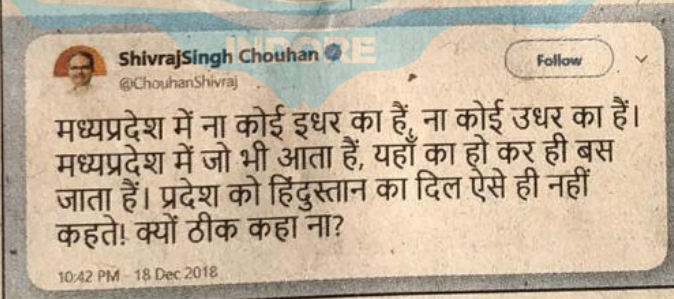 INDORE
ShivrajSingh Chouhan
Follow
@ChouhanShivraj
मध्यप्रदेश में ना कोई इधर का हैं, ना कोई उधर का हैं।
मध्यप्रदेश में जो भी आता हैं, यहाँ का हो कर ही बस
जाता हैं। प्रदेश को हिंदुस्तान का दिल ऐसे ही नहीं
कहते! क्यों ठीक कहा ना?
10:42 PM - 18 Dec 2018